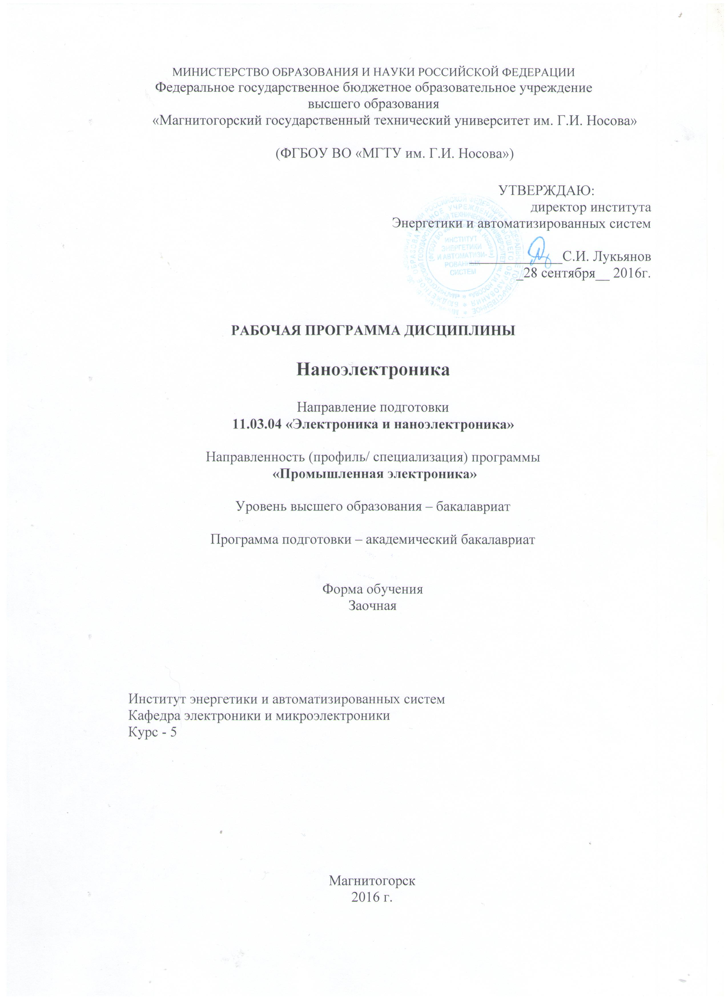 МИНИСТЕРСТВО ОБРАЗОВАНИЯ И НАУКИ РОССИЙСКОЙ ФЕДЕРАЦИИ
Федеральное государственное бюджетное образовательное учреждение
высшего образования
«Магнитогорский государственный технический университет им. Г.И. Носова»
(ФГБОУ ВО «МГТУ им. Г.И. Носова»)
УТВЕРЖДАЮ:
директор института
Энергетики и автоматизированных систем
ИНСТИТУТ
ЭНЕРГЕТИКИ
И АВТОМАТИЗИ-
РОВАННЫХ
СИСТЕМ
_____________С.И. Лукьянов
_28 сентября__ 2016г.
РАБОЧАЯ ПРОГРАММА ДИСЦИПЛИНЫ
Наноэлектроника
Направление подготовки
11.03.04 «Электроника и наноэлектроника»
Направленность (профиль/ специализация) программы
«Промышленная электроника»
Уровень высшего образования – бакалавриат
Программа подготовки – академический бакалавриат
Форма обучения
Заочная
Институт энергетики и автоматизированных систем
Кафедра электроники и микроэлектроники
Курс - 5
Магнитогорск
2016 г.